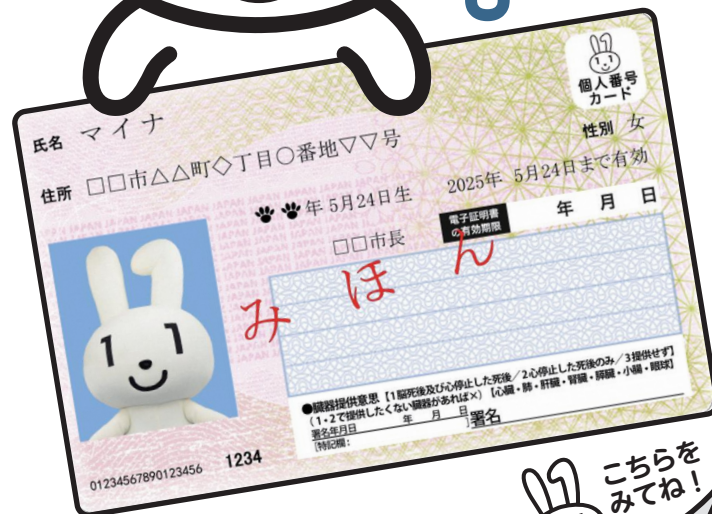 個人番号
カード
氏名 マイナ
性別 女
住所 □□市△△町◇丁目○番地▽▽号
年 5月24日生
2025年 5月24日まで有効
□□市長
電子証明書
の有効期限
年 月 日
みほん
JAPAN JAPAN JAPAN JAPAN JAPAN
●臓器提供意思【1脳死後及び心停止した死後/2心停止した死後のみ/3提供せず】
(1・2で提供したくない臓器があれば×)【心臓・肺・肝臓・腎臓・膵臓・小腸・眼球】
署名年月日 年 月 日
[特記欄: ]署名
01234567890123456 1234
こちらを
みてね!